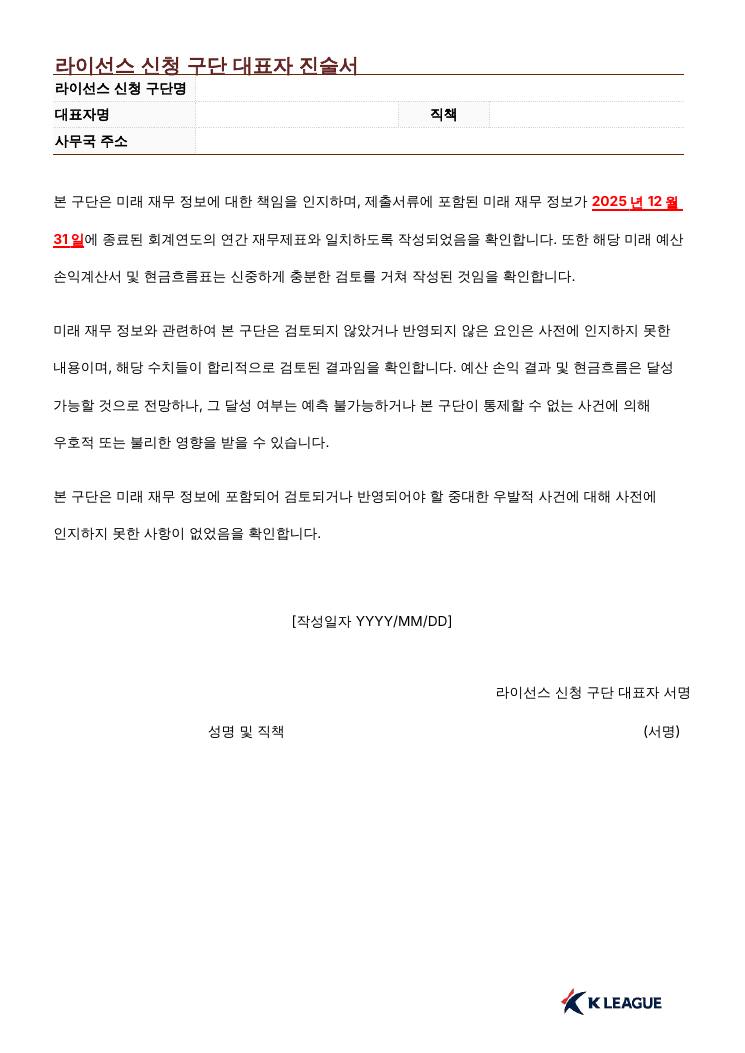 라이선스 신청 구단 대표자 진술서
라이선스 신청 구단명
대표자명 직책
사무국 주소
본 구단은 미래 재무 정보에 대한 책임을 인지하며, 제출서류에 포함된 미래 재무 정보가 2025년 12월
31일에 종료된 회계연도의 연간 재무제표와 일치하도록 작성되었음을 확인합니다. 또한 해당 미래 예산
손익계산서 및 현금흐름표는 신중하게 충분한 검토를 거쳐 작성된 것임을 확인합니다.
미래 재무 정보와 관련하여 본 구단은 검토되지 않았거나 반영되지 않은 요인은 사전에 인지하지 못한
내용이며, 해당 수치들이 합리적으로 검토된 결과임을 확인합니다. 예산 손익 결과 및 현금흐름은 달성
가능할 것으로 전망하나, 그 달성 여부는 예측 불가능하거나 본 구단이 통제할 수 없는 사건에 의해
우호적 또는 불리한 영향을 받을 수 있습니다.
본 구단은 미래 재무 정보에 포함되어 검토되거나 반영되어야 할 중대한 우발적 사건에 대해 사전에
인지하지 못한 사항이 없었음을 확인합니다.
[작성일자 YYYY/MM/DD]
라이선스 신청 구단 대표자 서명
성명 및 직책 (서명)
K LEAGUE